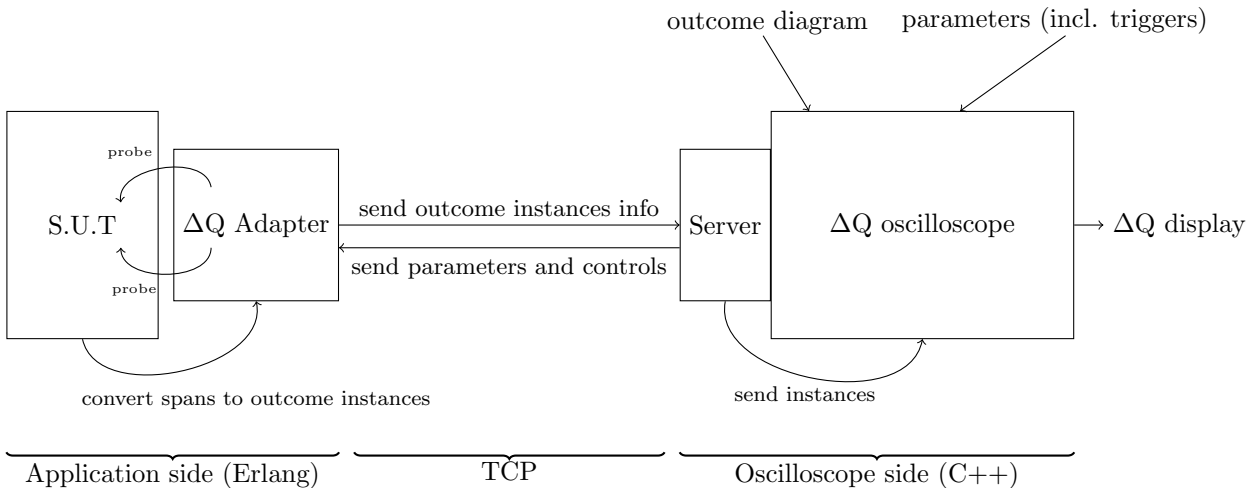 outcome diagram
parameters (incl. triggers)
probe
S.U.T
ΔQ Adapter
send outcome instances info
Server
ΔQ oscilloscope
ΔQ display
send parameters and controls
probe
convert spans to outcome instances
send instances
Application side (Erlang)
TCP
Oscilloscope side (C++)